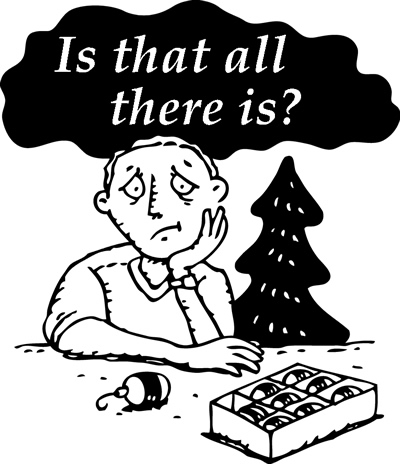 Is that all
there is?